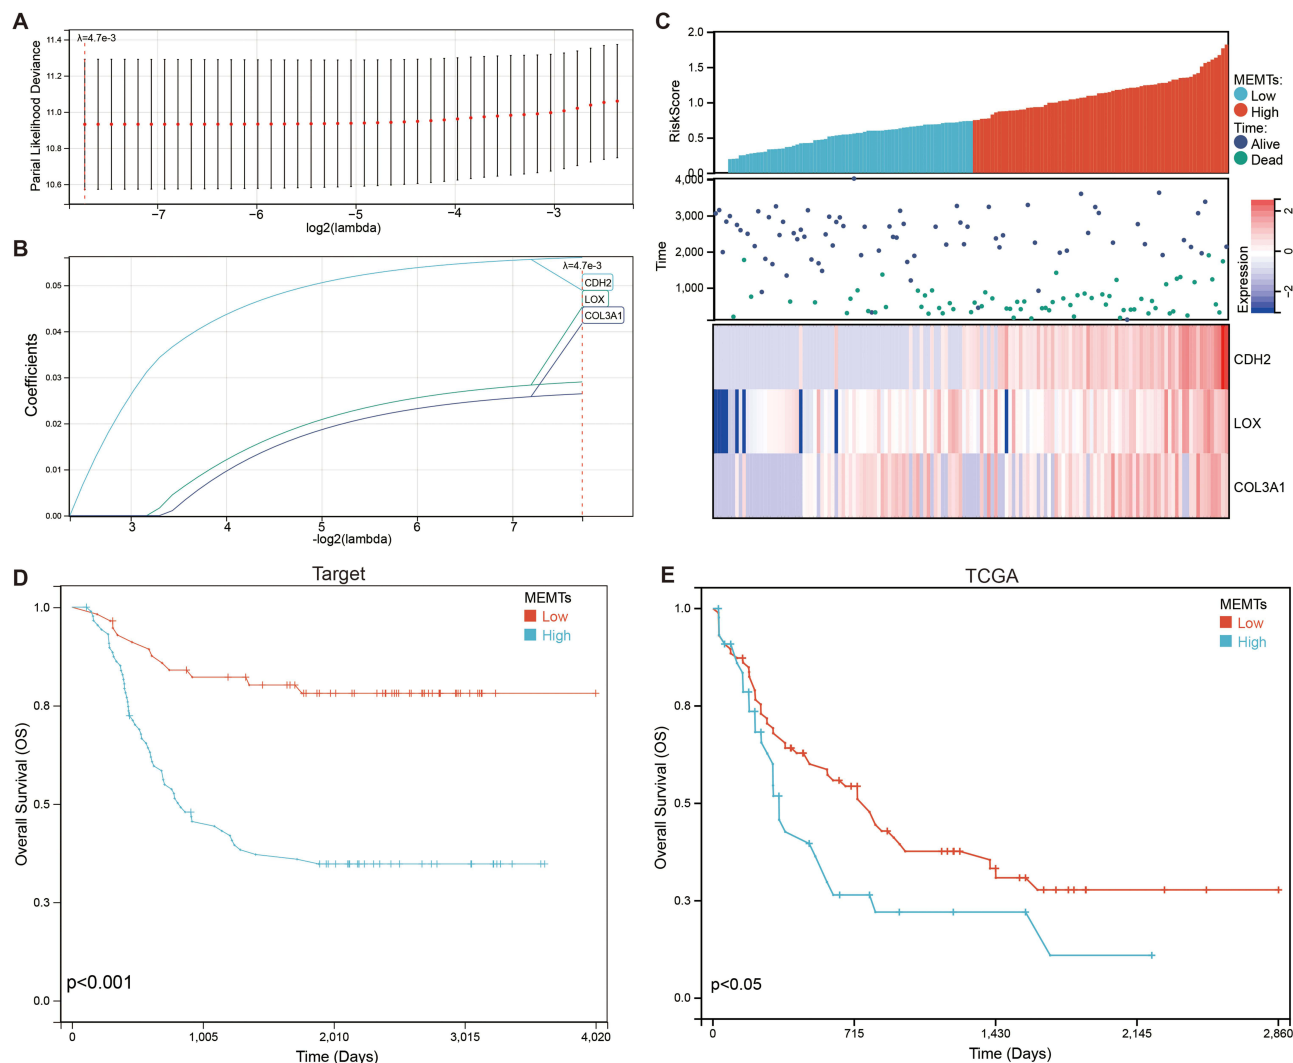 A
λ=4.7e-3
11.4
11.2
11.0
10.8
10.6
Parial Likelihood Deviance
−7
−6
−5
−4
−3
log2(lambda)
B
λ=4.7e-3
CDH2
LOX
COL3A1
0.05
0.04
0.03
0.02
0.01
0.00
Coefficients
3
4
5
6
7
-log2(lambda)
C
2.0
1.5
1.0
0.5
0.0
RiskScore
MEMTs:
Low
High
Time:
Alive
Dead
4,000
3,000
2,000
1,000
Time
Expression
2
0
−2
CDH2
LOX
COL3A1
D
Target
MEMTs
Low
High
1.0
0.8
0.5
0.3
0.0
Overall Survival (OS)
p<0.001
0
1,005
2,010
3,015
4,020
Time (Days)
E
TCGA
MEMTs
Low
High
1.0
0.8
0.5
0.3
0.0
Overall Survival (OS)
p<0.05
0
715
1,430
2,145
2,860
Time (Days)